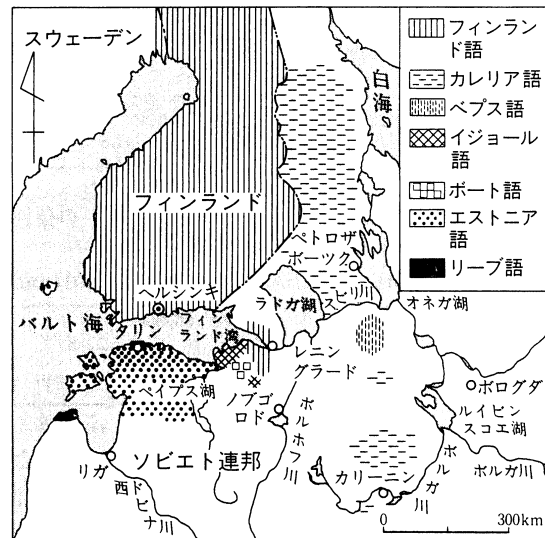 スウェーデン
白海
フィンランド
ペトロザ
ボーツク
ヘルシンキ
ラドガ湖
スビリ川
オネガ湖
バルト海
タリン
フィン
ランド湾
レニン
グラード
ペイプス湖
ノブゴ
ロド
ボルホフ川
ボログダ
ルイビン
スコエ湖
ボルガ川
ソビエト連邦
カリーニン
ボルガ川
リガ
西ドビナ川
0 300km
フィンラン
ド語
カレリア語
ベプス語
イジョール
語
ボート語
エストニア
語
リーブ語